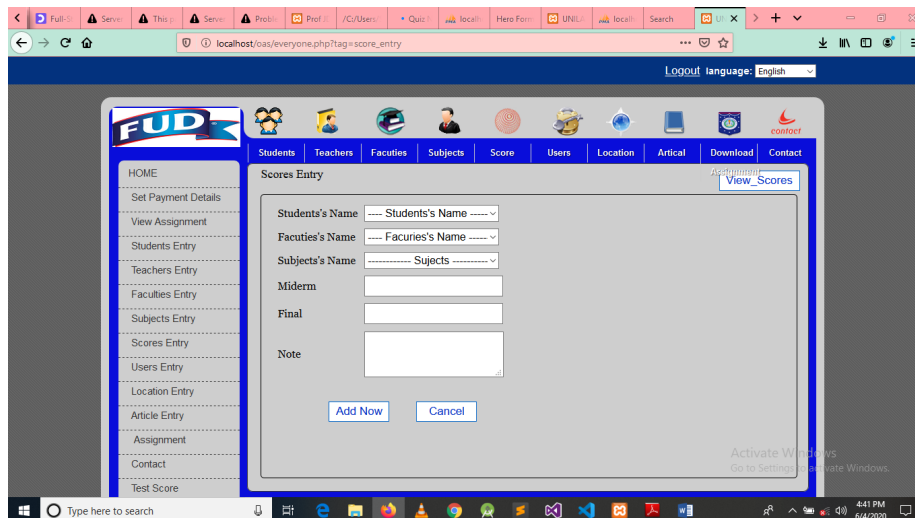 Full-S
Serve
This p
Serve
Proble
Prof E
/C:/Users/
Quiz
localh
Hero Form
UNILA
localh
Search
UN
localhost/oas/everyone.php?tag=score_entry
Logout language: English
FUD
contact
Students Teachers Facuties Subjects Score Users Location Artical Download Contact
Assignment
HOME
Scores Entry
View_Scores
Set Payment Details
View Assignment
Students Entry
Teachers Entry
Faculties Entry
Subjects Entry
Scores Entry
Users Entry
Location Entry
Article Entry
Assignment
Contact
Test Score
Students's Name ---- Students's Name -----
Facuties's Name ---- Facuries's Name -----
Subjects's Name ------------ Sujects ----------
Miderm
Final
Note
Add Now Cancel
Activate Windows
Go to Settings to activate Windows.
Type here to search
4:41 PM
6/4/2020